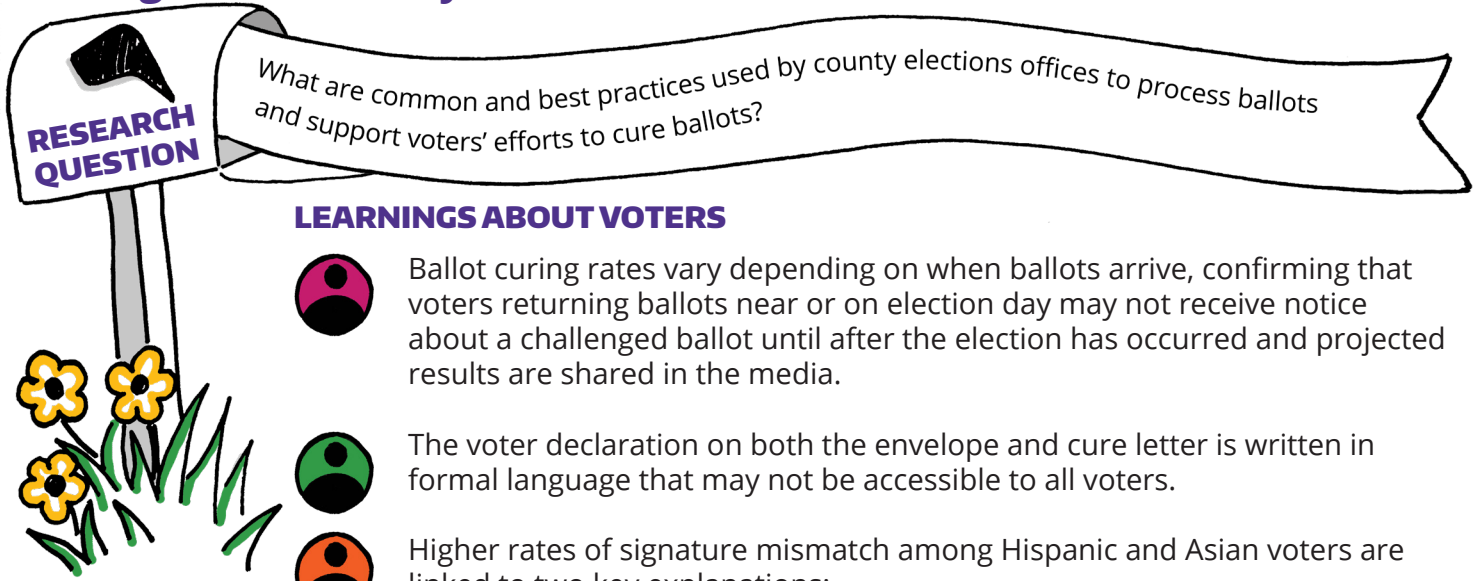 RESEARCH
QUESTION
What are common and best practices used by county elections offices to process ballots
and support voters' efforts to cure ballots?
LEARNINGS ABOUT VOTERS
Ballot curing rates vary depending on when ballots arrive, confirming that
voters returning ballots near or on election day may not receive notice
about a challenged ballot until after the election has occurred and projected
results are shared in the media.
The voter declaration on both the envelope and cure letter is written in
formal language that may not be accessible to all voters.
Higher rates of signature mismatch among Hispanic and Asian voters are
linked to two key explanations: